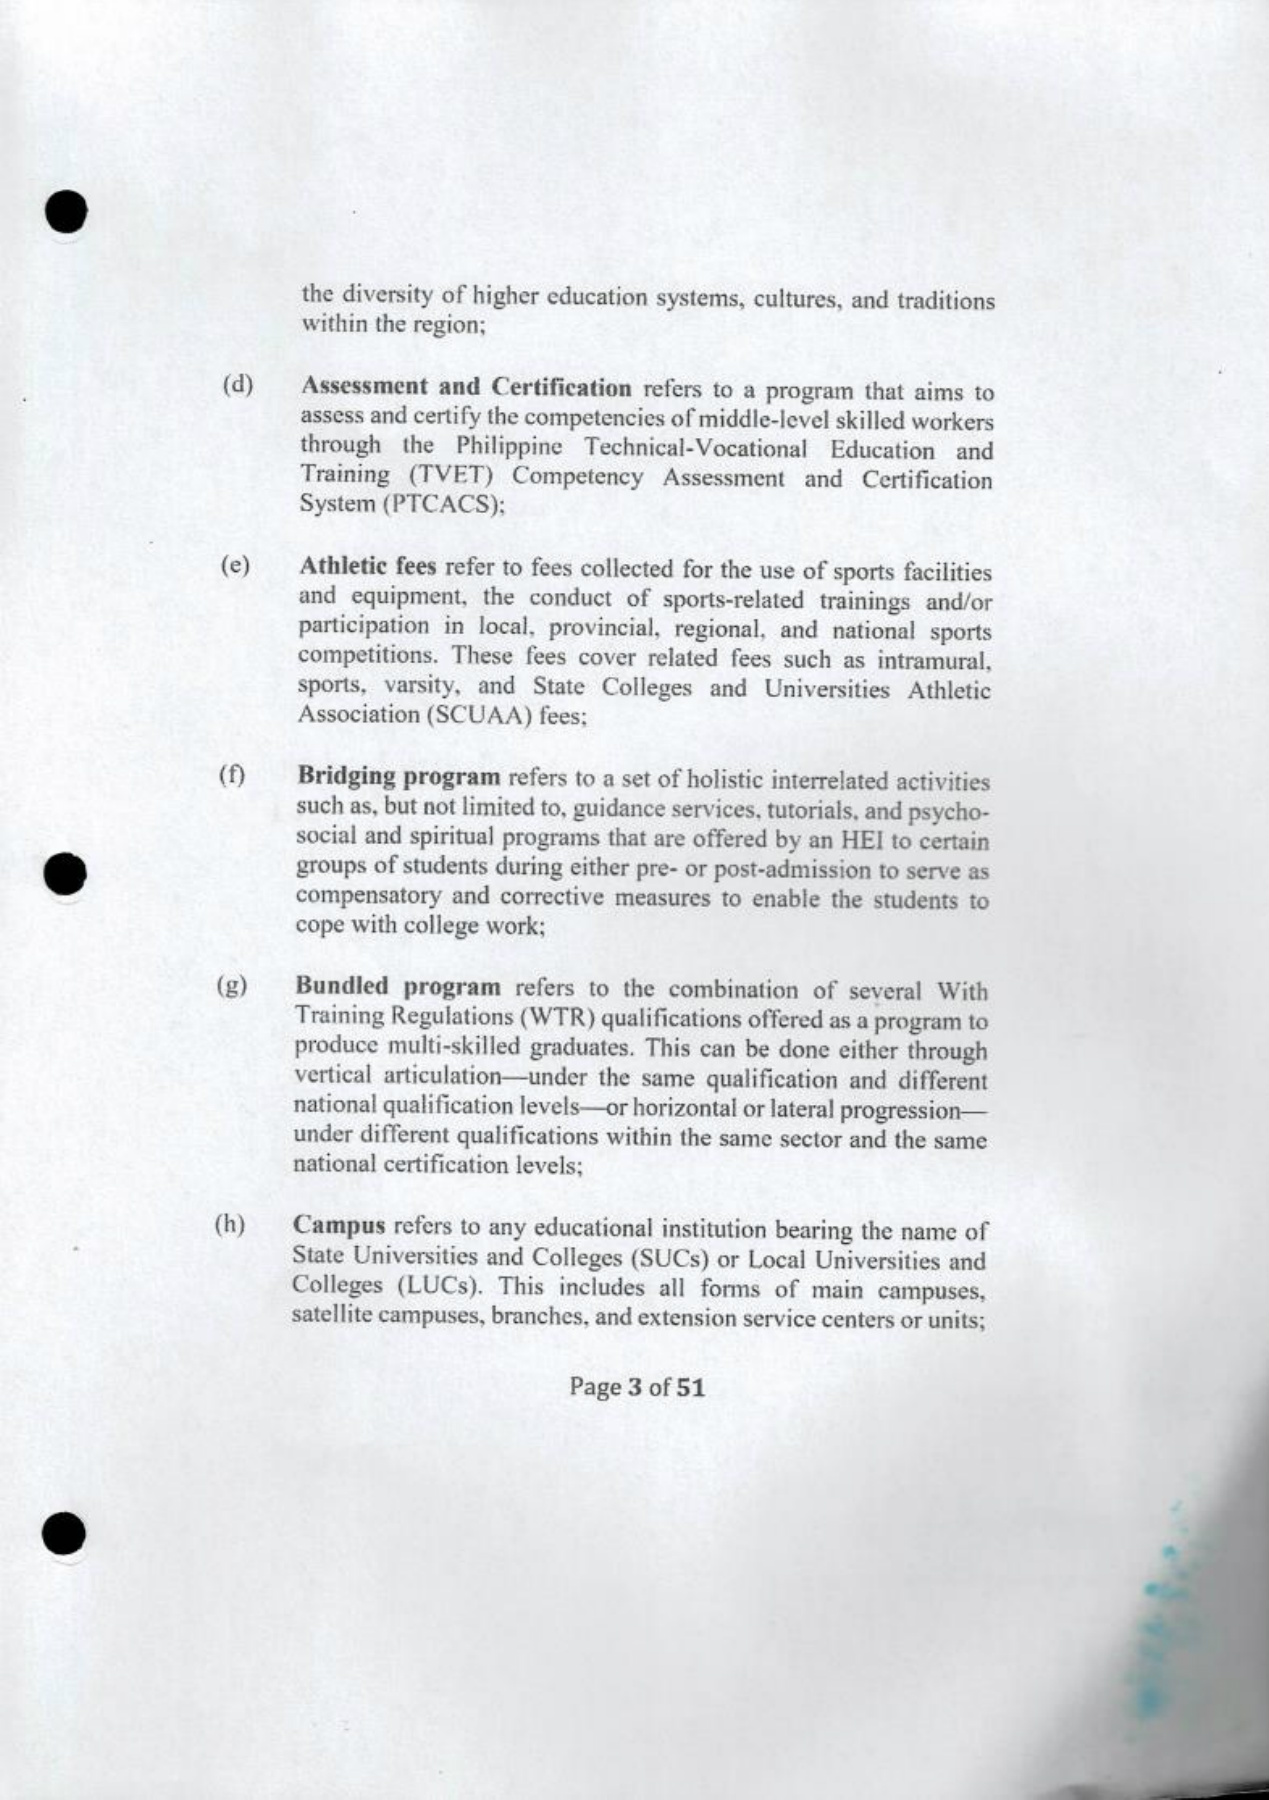 the diversity of higher education systems, cultures, and traditions
within the region;
(d) Assessment and Certification refers to a program that aims to
assess and certify the competencies of middle-level skilled workers
through the Philippine Technical-Vocational Education and
Training (TVET) Competency Assessment and Certification
System (PTCACS);
(e) Athletic fees refer to fees collected for the use of sports facilities
and equipment, the conduct of sports-related trainings and/or
participation in local, provincial, regional, and national sports
competitions. These fees cover related fees such as intramural,
sports, varsity, and State Colleges and Universities Athletic
Association (SCUAA) fees;
(f) Bridging program refers to a set of holistic interrelated activities
such as, but not limited to, guidance services, tutorials, and psycho-
social and spiritual programs that are offered by an HEI to certain
groups of students during either pre- or post-admission to serve as
compensatory and corrective measures to enable the students to
cope with college work;
(g) Bundled program refers to the combination of several With
Training Regulations (WTR) qualifications offered as a program to
produce multi-skilled graduates. This can be done either through
vertical articulation—under the same qualification and different
national qualification levels—or horizontal or lateral progression—
under different qualifications within the same sector and the same
national certification levels;
(h) Campus refers to any educational institution bearing the name of
State Universities and Colleges (SUCs) or Local Universities and
Colleges (LUCs). This includes all forms of main campuses,
satellite campuses, branches, and extension service centers or units;
Page 3 of 51